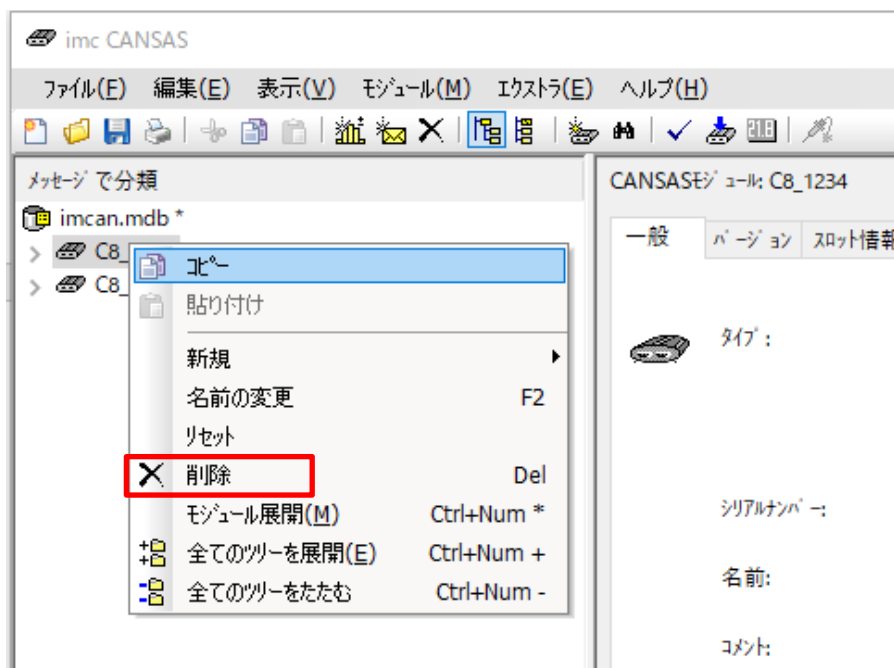 imc CANSAS
ﾌｧｲﾙ(F) 編集(E) 表示(V) ﾓｼﾞｭｰﾙ(M) ｴｸｽﾄﾗ(E) ﾍﾙﾌﾟ(H)
ﾒｯｾｰｼﾞ で分類
imcan.mdb *
C8_
C8_
ｺﾋﾟｰ
貼り付け
新規
名前の変更 F2
ﾘｾｯﾄ
削除 Del
ﾓｼﾞｭｰﾙ展開(M) Ctrl+Num *
全てのﾂﾘｰを展開(E) Ctrl+Num +
全てのﾂﾘｰをたたむ Ctrl+Num -
CANSASﾓｼﾞｭｰﾙ: C8_1234
一般 ﾊﾞｰｼﾞｮﾝ ｽﾛｯﾄ情報
ﾀｲﾌﾟ:
ｼﾘｱﾙﾅﾝﾊﾞｰ:
名前:
ｺﾒﾝﾄ: